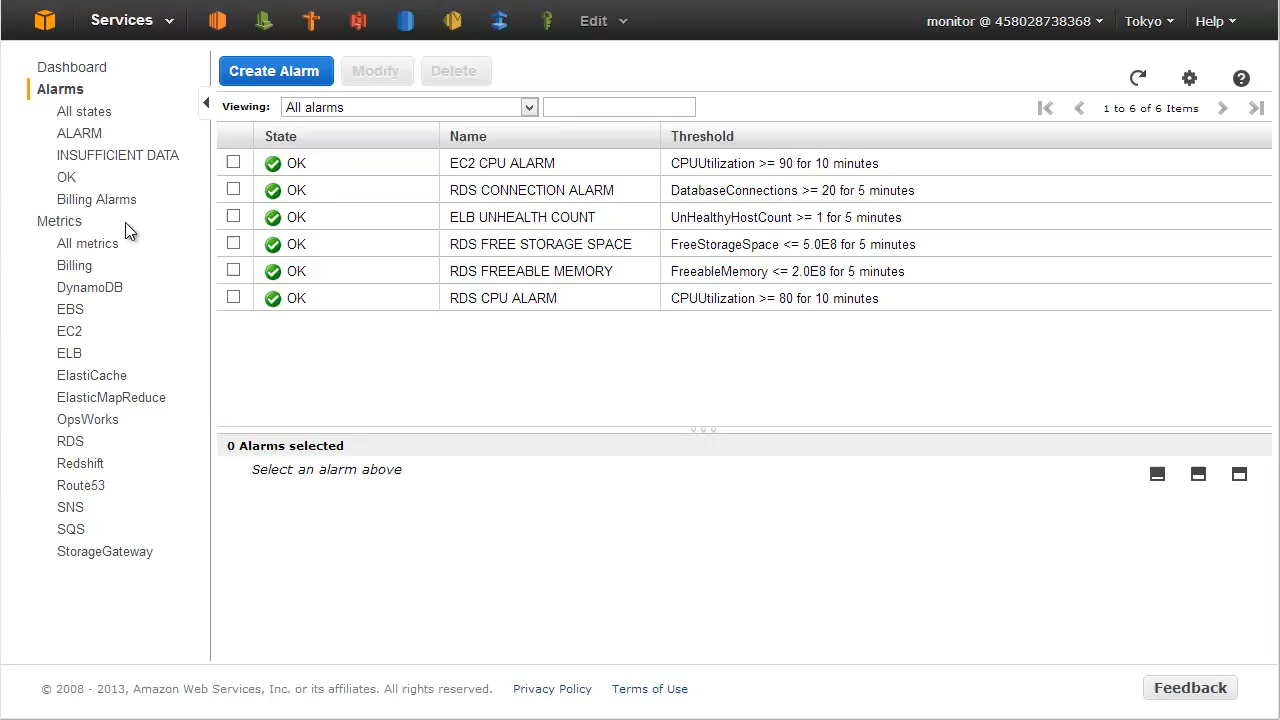 Services Edit monitor @ 458028738368 Tokyo Help
Dashboard
Alarms
All states
ALARM
INSUFFICIENT DATA
OK
Billing Alarms
Metrics
All metrics
Billing
DynamoDB
EBS
EC2
ELB
ElastiCache
ElasticMapReduce
OpsWorks
RDS
Redshift
Route53
SNS
SQS
StorageGateway
Create Alarm Modify Delete
Viewing: All alarms 1 to 6 of 6 Items
State Name Threshold
OK EC2 CPU ALARM CPUUtilization >= 90 for 10 minutes
OK RDS CONNECTION ALARM DatabaseConnections >= 20 for 5 minutes
OK ELB UNHEALTH COUNT UnHealthyHostCount >= 1 for 5 minutes
OK RDS FREE STORAGE SPACE FreeStorageSpace <= 5.0E8 for 5 minutes
OK RDS FREEABLE MEMORY FreeableMemory <= 2.0E8 for 5 minutes
OK RDS CPU ALARM CPUUtilization >= 80 for 10 minutes
0 Alarms selected
Select an alarm above
© 2008 - 2013, Amazon Web Services, Inc. or its affiliates. All rights reserved. Privacy Policy Terms of Use Feedback